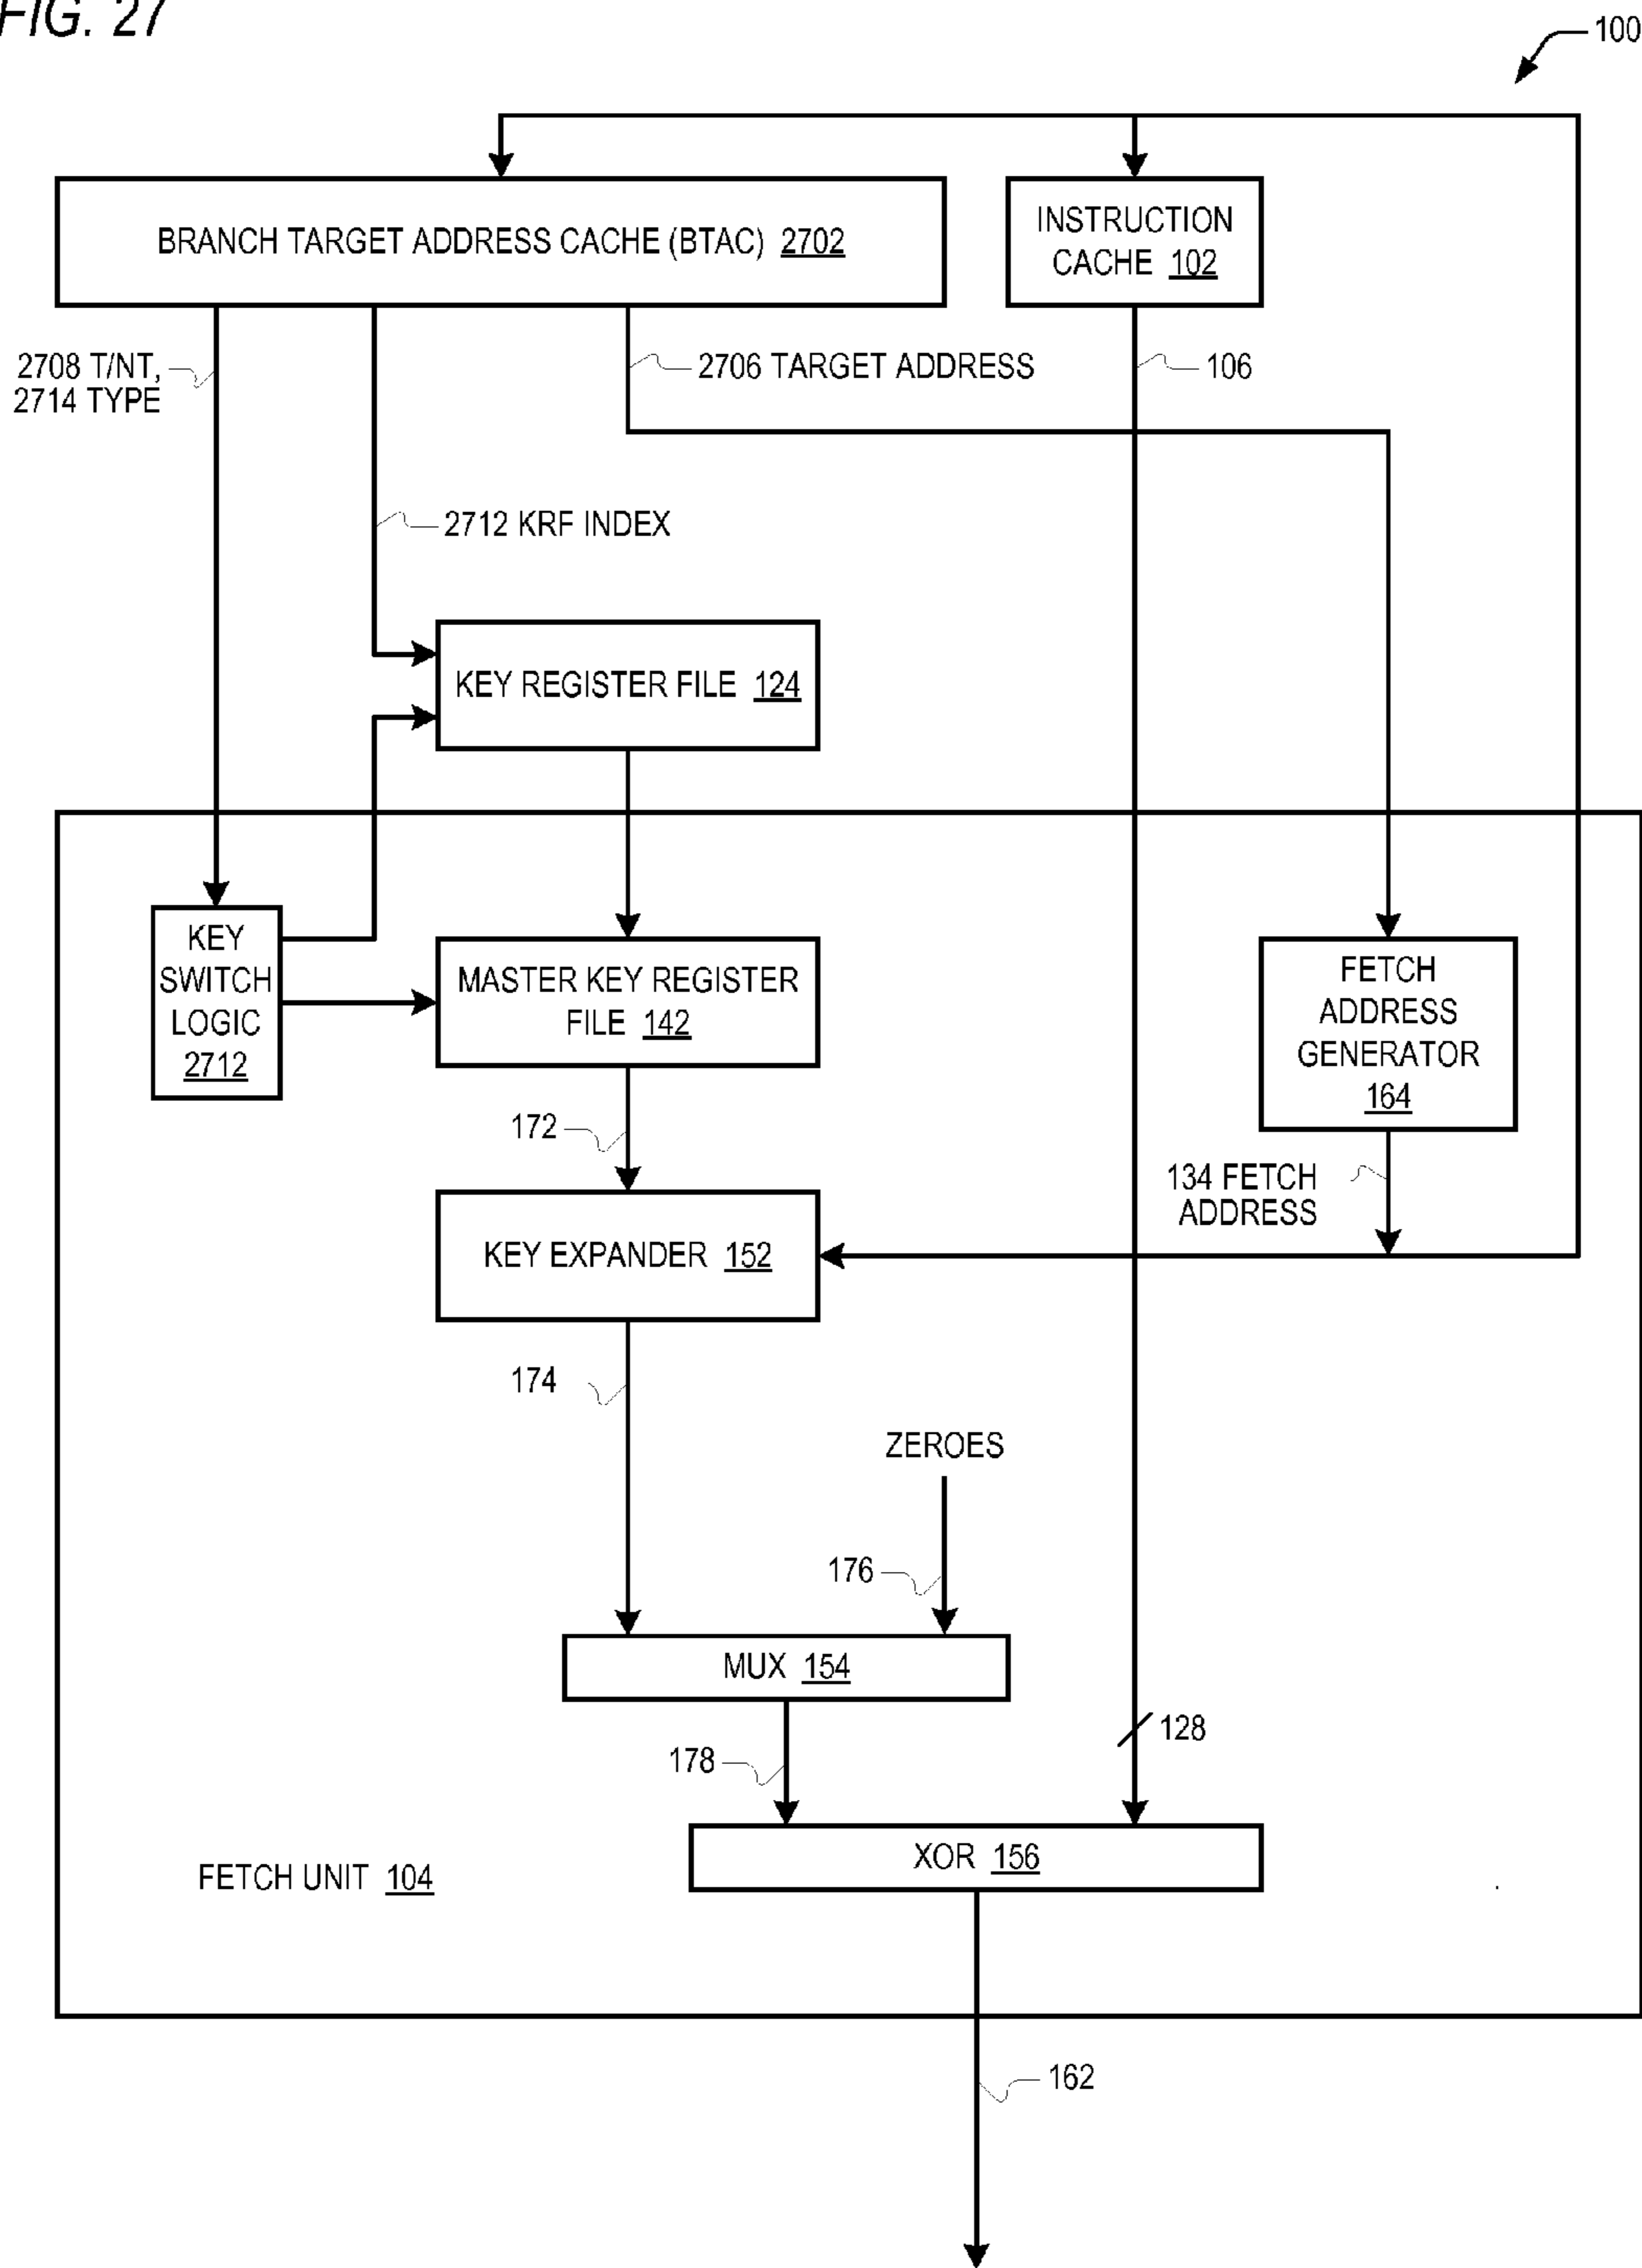 FIG. 27
100
BRANCH TARGET ADDRESS CACHE (BTAC) 2702
INSTRUCTION
CACHE 102
2708 T/NT,
2714 TYPE
2706 TARGET ADDRESS
106
2712 KRF INDEX
KEY REGISTER FILE 124
KEY
SWITCH
LOGIC
2712
MASTER KEY REGISTER
FILE 142
FETCH
ADDRESS
GENERATOR
164
172
134 FETCH
ADDRESS
KEY EXPANDER 152
174
ZEROES
176
MUX 154
128
178
XOR 156
FETCH UNIT 104
162